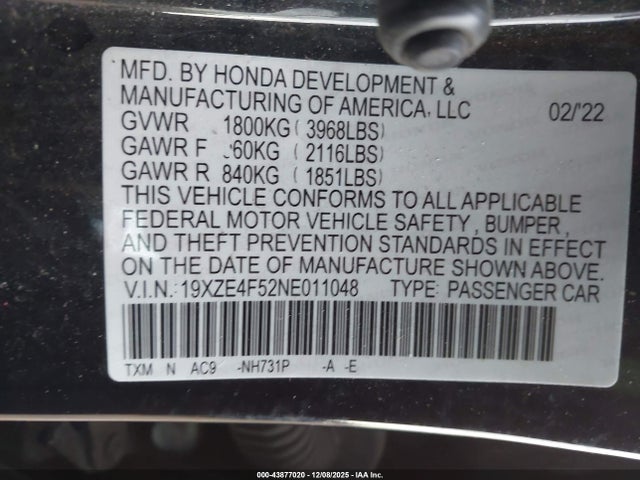 MFD. BY HONDA DEVELOPMENT &
MANUFACTURING OF AMERICA, LLC 02/'22
GVWR 1800KG ( 3968LBS)
GAWR F 60KG ( 2116LBS)
GAWR R 840KG ( 1851LBS)
THIS VEHICLE CONFORMS TO ALL APPLICABLE
FEDERAL MOTOR VEHICLE SAFETY , BUMPER,
AND THEFT PREVENTION STANDARDS IN EFFECT
ON THE DATE OF MANUFACTURE SHOWN ABOVE.
V.I.N.: 19XZE4F52NE011048 TYPE: PASSENGER CAR
TXM N AC9 -NH731P -A -E
000-43877020 - 12/08/2025 - IAA Inc.